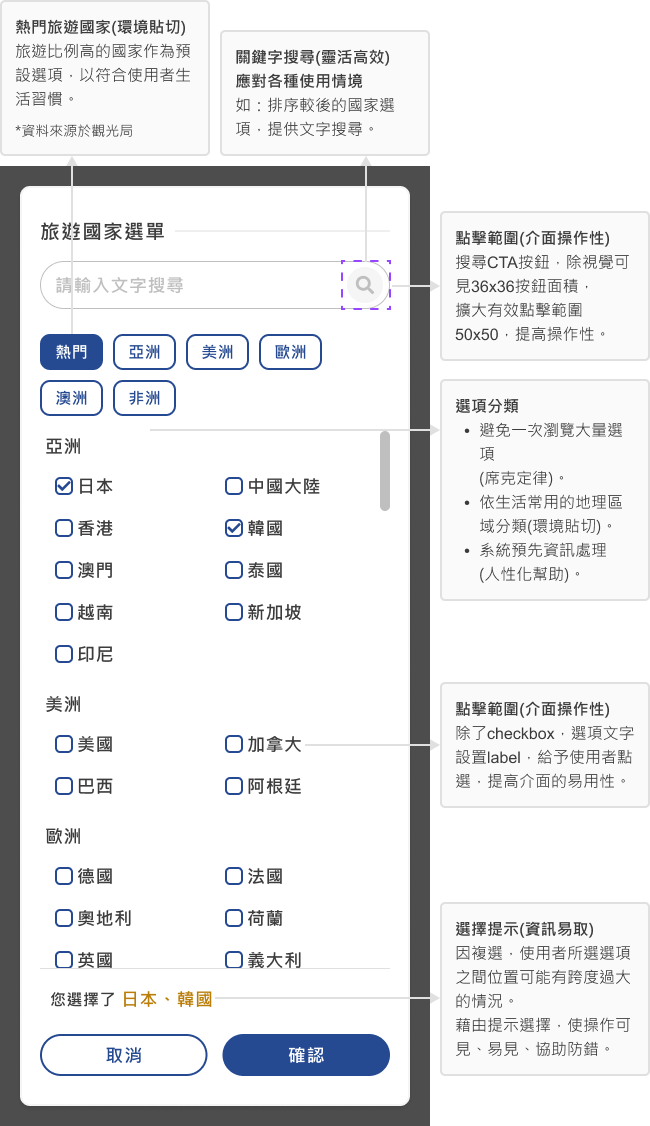 熱門旅遊國家(環境貼切)
旅遊比例高的國家作為預
設選項，以符合使用者生
活習慣。
*資料來源於觀光局
關鍵字搜尋(靈活高效)
應對各種使用情境
如：排序較後的國家選
項，提供文字搜尋。
旅遊國家選單
請輸入文字搜尋
點擊範圍(介面操作性)
搜尋CTA按鈕，除視覺可
見36x36按鈕面積，
擴大有效點擊範圍
50x50，提高操作性。
熱門 亞洲 美洲 歐洲
澳洲 非洲
選項分類
• 避免一次瀏覽大量選
項
(席克定律)。
• 依生活常用的地理區
域分類(環境貼切)。
• 系統預先資訊處理
(人性化幫助)。
亞洲
日本 中國大陸
香港 韓國
澳門 泰國
越南 新加坡
印尼
美洲
美國 加拿大
巴西 阿根廷
點擊範圍(介面操作性)
除了checkbox，選項文字
設置label，給予使用者點
選，提高介面的易用性。
歐洲
德國 法國
奧地利 荷蘭
英國 義大利
您選擇了 日本、韓國
取消 確認
選擇提示(資訊易取)
因複選，使用者所選選項
之間位置可能有跨度過大
的情況。
藉由提示選擇，使操作可
見、易見、協助防錯。